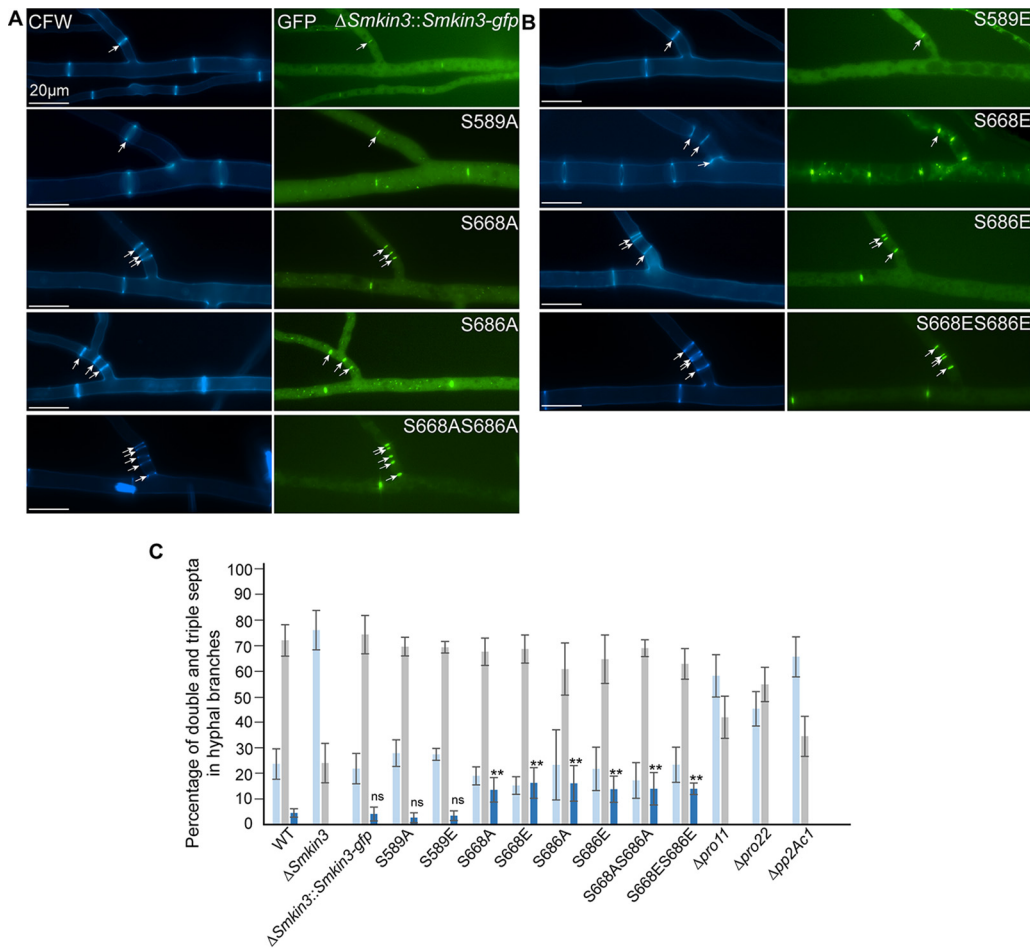 A
CFW
GFP ΔSmkin3::Smkin3-gfp
20μm
S589A
S668A
S686A
S668AS686A
B
S589E
S668E
S686E
S668ES686E
C
Percentage of double and triple septa
in hyphal branches
100
90
80
70
60
50
40
30
20
10
0
ns
ns
ns
**
**
**
**
**
**
WT
ΔSmkin3
ΔSmkin3::Smkin3-gfp
S589A
S589E
S668A
S668E
S686A
S686E
S668AS686A
S668ES686E
Δpro11
Δpro22
Δpp2Ac1